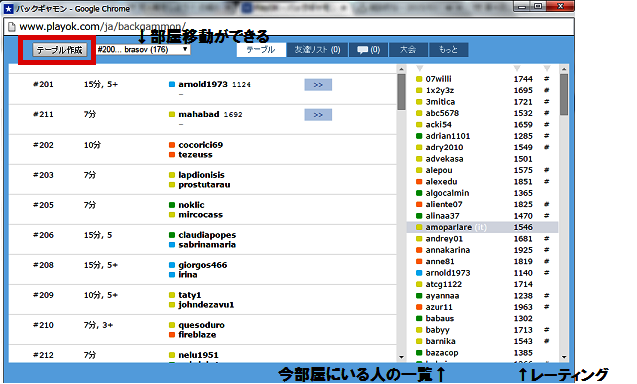 バックギャモン - Google Chrome
www.playok.com/ja/backgammon/
↓部屋移動ができる
テーブル作成 #200... brasov (176) テーブル 友達リスト (0) (0) 大会 もっと
#201 15分, 5+ arnold1973 1124 >>
–
#211 7分 mahabad 1692 >>
–
#202 10分 cocorici69
tezeuss
#203 7分 lapdionisis
prostutarau
#205 7分 noklic
mircocass
#206 15分, 5 claudiapopes
sabrinamaria
#208 15分, 5+ giorgos466
irina
#209 10分, 5+ taty1
johndezavu1
#210 7分, 3+ quesoduro
fireblaze
#212 7分 nelu1951
07willi 1744 #
1x2y3z 1695 #
3mitica 1721 #
abc5678 1532 #
acki54 1659 #
adrian1101 1285 #
adry2010 1549 #
advekasa 1501
alepou 1575 #
alexedu 1851 #
algocalmin 1365
aliente07 1825 #
alinaa37 1470 #
amoparlare (it) 1546
andrey01 1681 #
annakarina 1925 #
anne81 1819 #
arnold1973 1140 #
atcg1122 1714
ayannaa 1238 #
azur11 1963 #
babaus 1302
babyy 1713 #
barnika 1543 #
bazacop 1385
今部屋にいる人の一覧↑ ↑レーティング